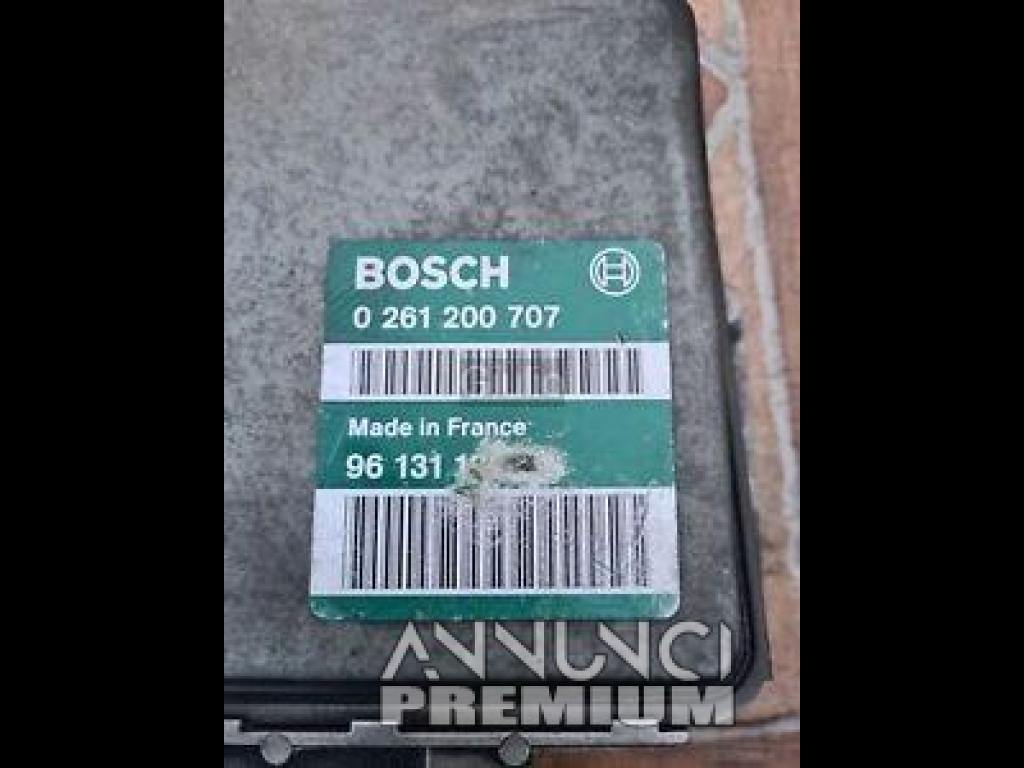 BOSCH
0 261 200 707
Made in France
96 131
ANNUNCI
PREMIUM